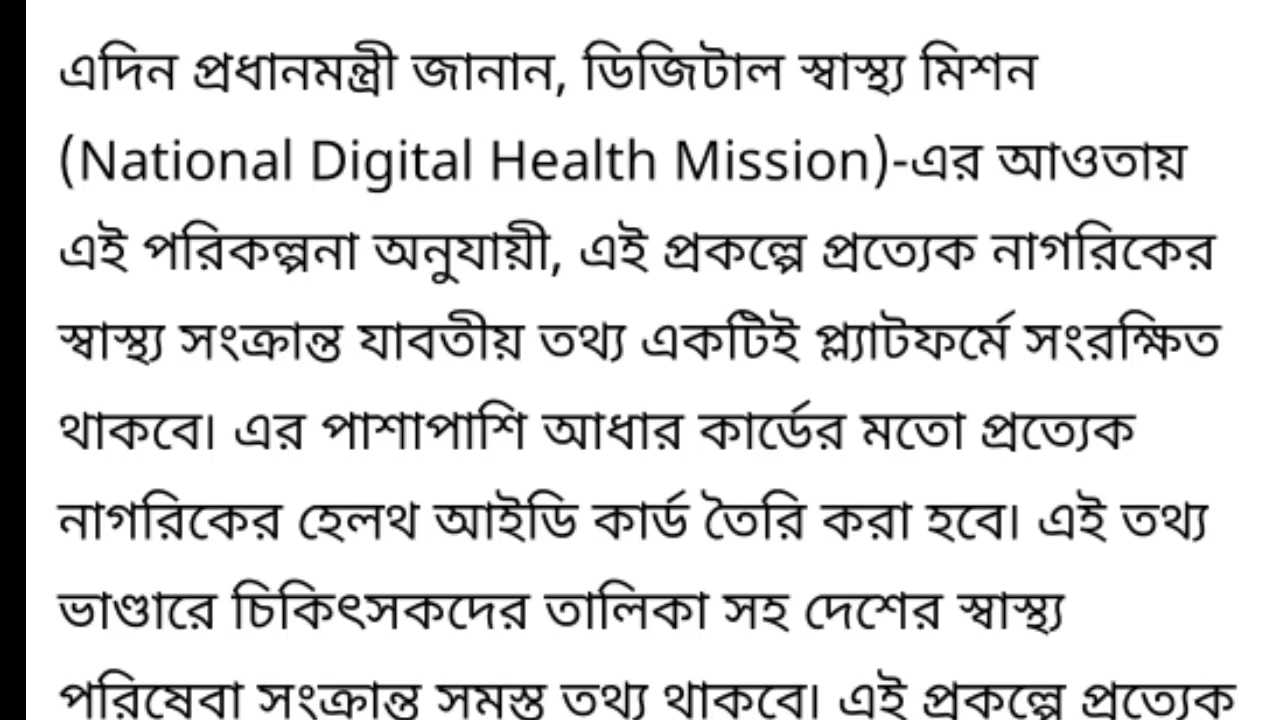 এদিন প্রধানমন্ত্রী জানান, ডিজিটাল স্বাস্থ্য মিশন
(National Digital Health Mission)-এর আওতায়
এই পরিকল্পনা অনুযায়ী, এই প্রকল্পে প্রত্যেক নাগরিকের
স্বাস্থ্য সংক্রান্ত যাবতীয় তথ্য একটিই প্ল্যাটফর্মে সংরক্ষিত
থাকবে। এর পাশাপাশি আধার কার্ডের মতো প্রত্যেক
নাগরিকের হেলথ আইডি কার্ড তৈরি করা হবে। এই তথ্য
ভাণ্ডারে চিকিৎসকদের তালিকা সহ দেশের স্বাস্থ্য
পরিষেবা সংক্রান্ত সমস্ত তথ্য থাকবে। এই প্রকল্পে প্রত্যেক